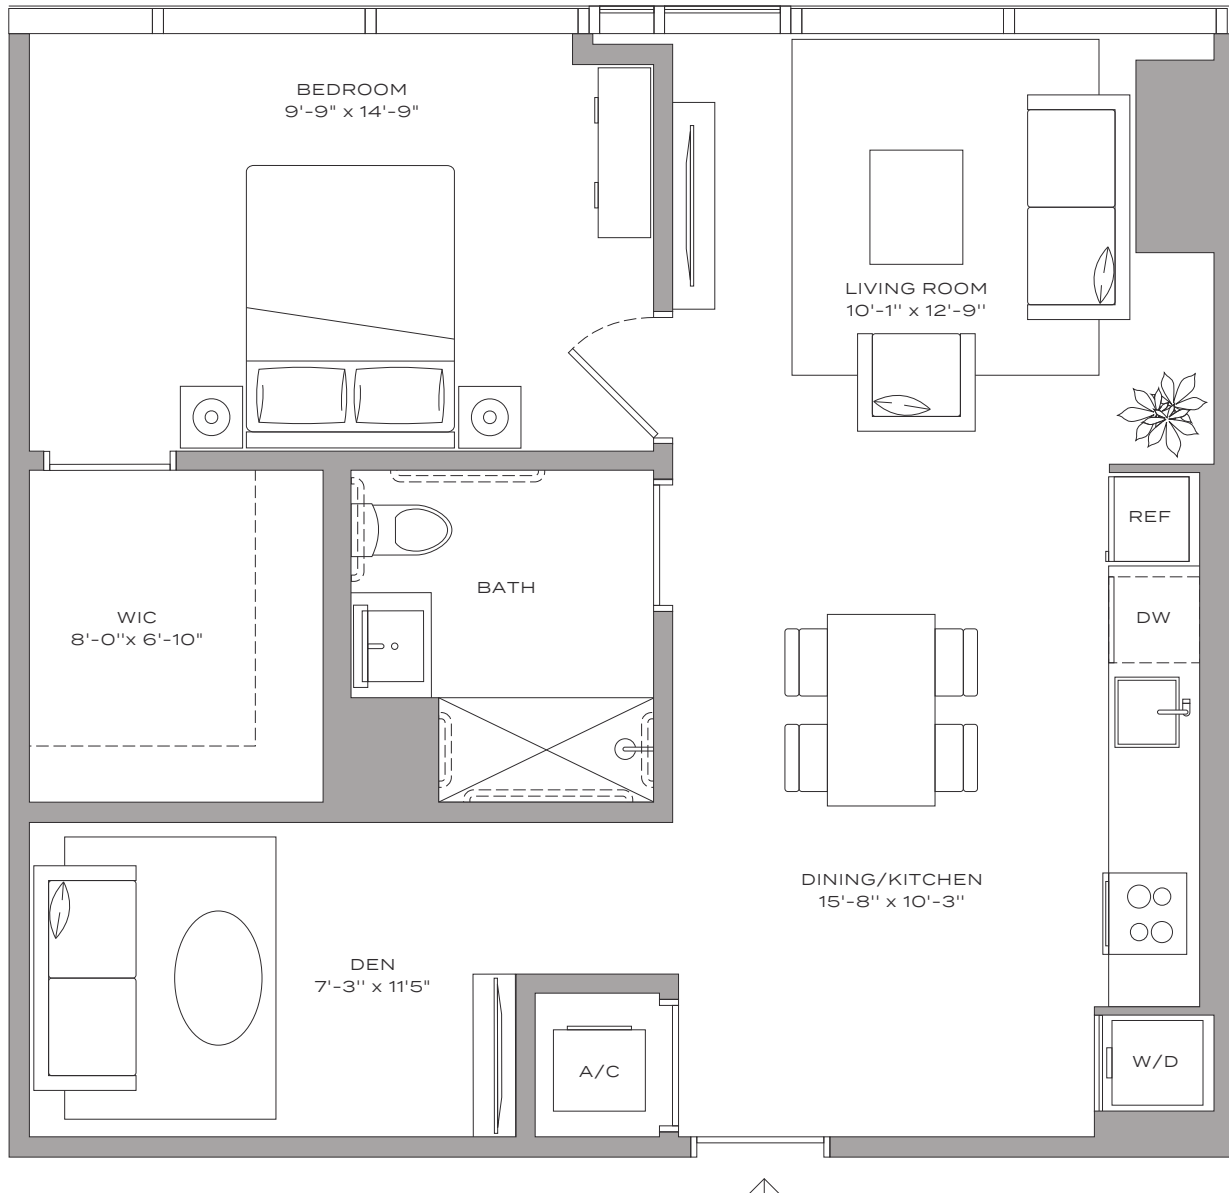 BEDROOM
9'-9" x 14'-9"
LIVING ROOM
10'-1'' x 12'-9''
REF
BATH
WIC
8'-0''x 6'-10"
DW
DINING/KITCHEN
15'-8'' x 10'-3''
DEN
7'-3'' x 11'5"
A/C
W/D